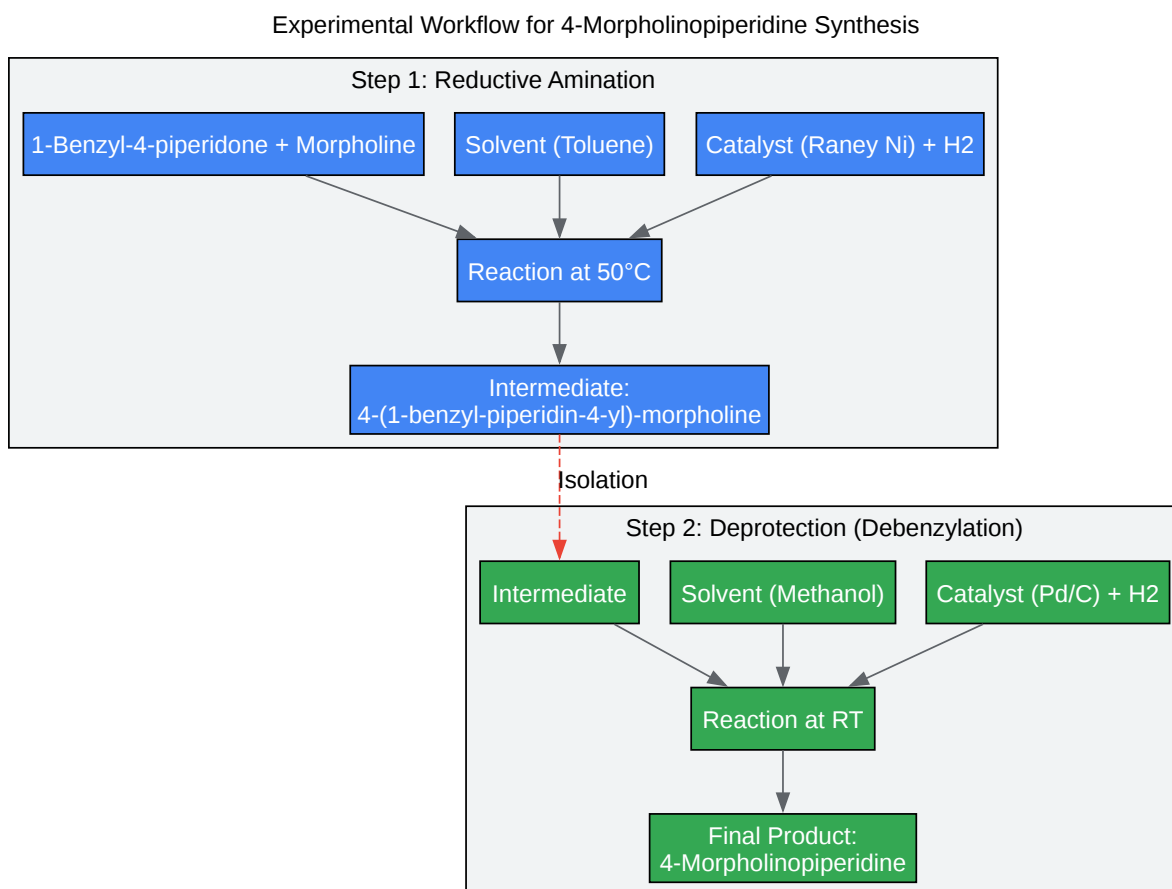 Experimental Workflow for 4-Morpholinopiperidine Synthesis
Step 1: Reductive Amination
1-Benzyl-4-piperidone + Morpholine
Solvent (Toluene)
Catalyst (Raney Ni) + H2
Reaction at 50°C
Intermediate:
4-(1-benzyl-piperidin-4-yl)-morpholine
Isolation
Step 2: Deprotection (Debenzylation)
Intermediate
Solvent (Methanol)
Catalyst (Pd/C) + H2
Reaction at RT
Final Product:
4-Morpholinopiperidine